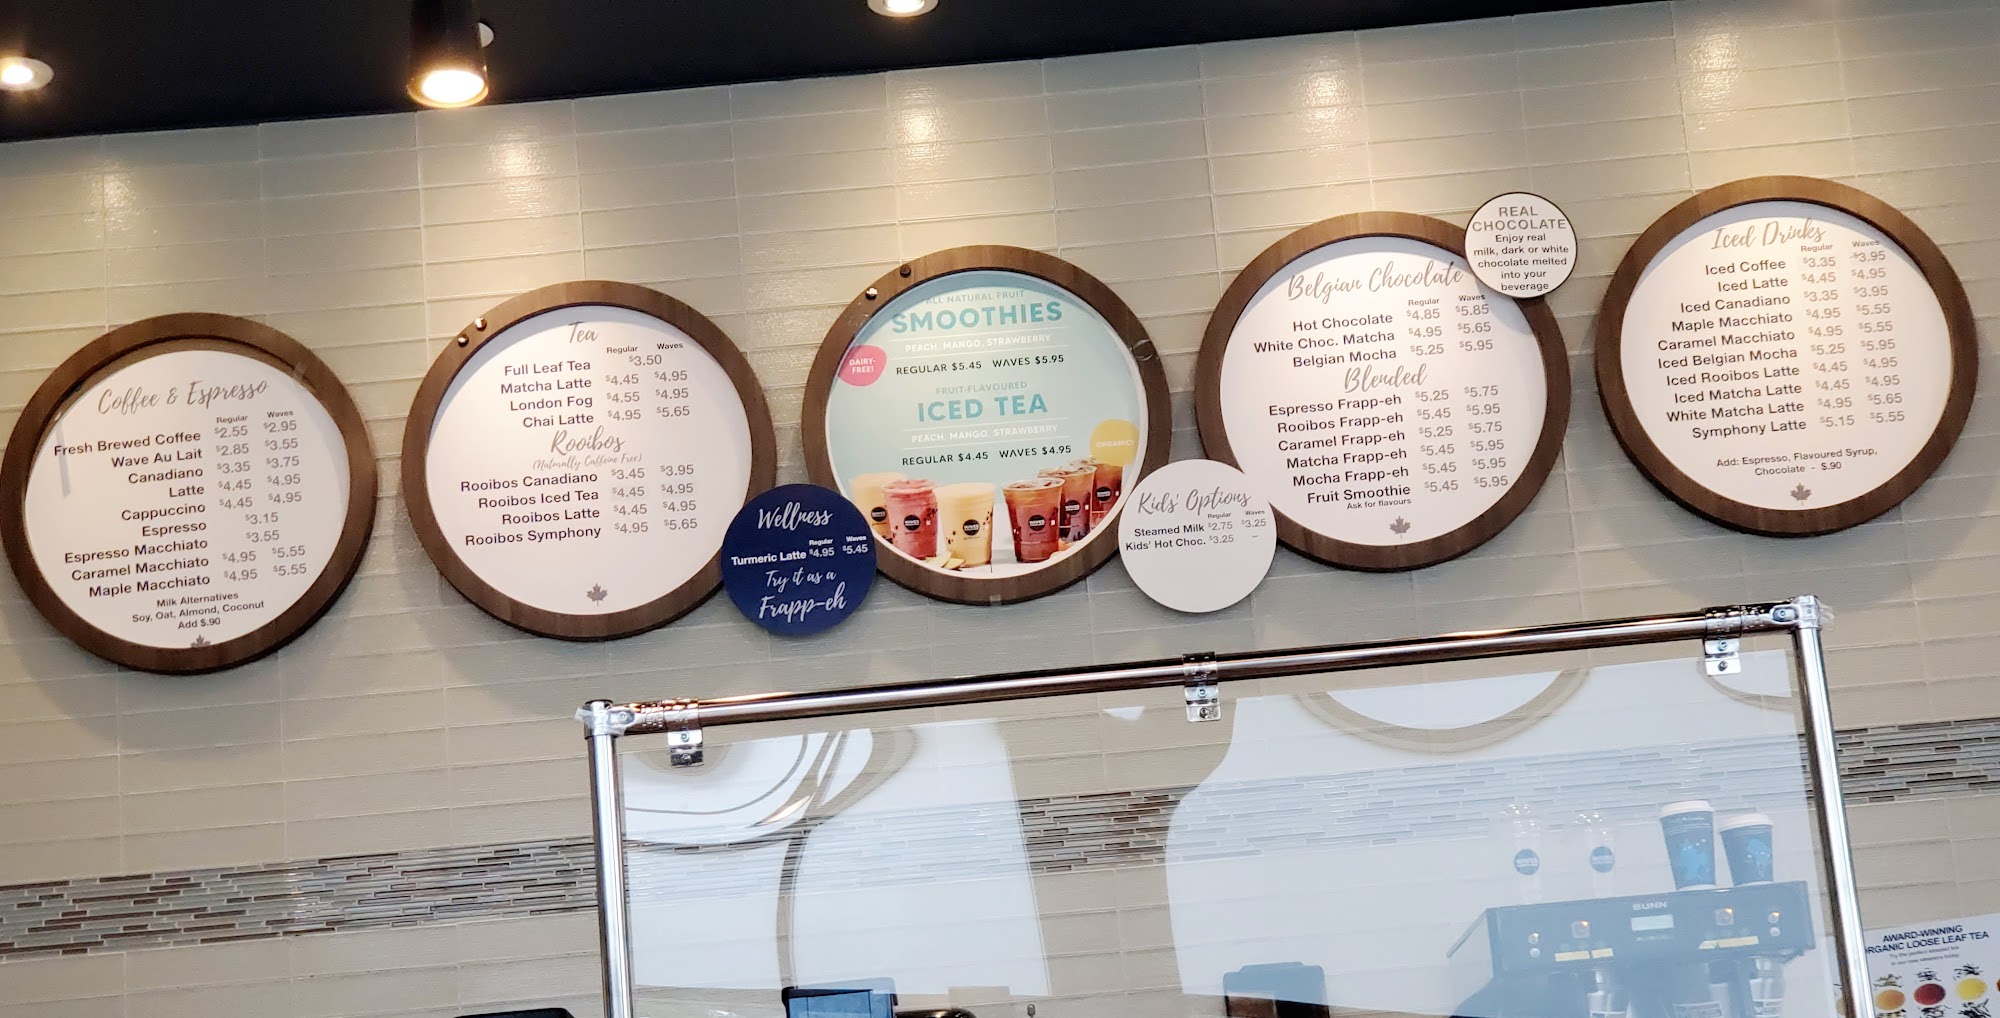 Coffee & Espresso
Regular Waves
Fresh Brewed Coffee $2.55 $2.95
Wave Au Lait $2.85 $3.55
Canadiano $3.35 $3.75
Latte $4.45 $4.95
Cappuccino $4.45 $4.95
Espresso $3.15
Espresso Macchiato $3.55
Caramel Macchiato $4.95 $5.55
Maple Macchiato $4.95 $5.55
Milk Alternatives
Soy, Oat, Almond, Coconut
Add $.90
Tea
Regular Waves
Full Leaf Tea $3.50
Matcha Latte $4.45 $4.95
London Fog $4.55 $4.95
Chai Latte $4.95 $5.65
Rooibos
(Naturally Caffeine Free)
Rooibos Canadiano $3.45 $3.95
Rooibos Iced Tea $4.45 $4.95
Rooibos Latte $4.45 $4.95
Rooibos Symphony $4.95 $5.65
Wellness
Regular Waves
Turmeric Latte $4.95 $5.45
Try it as a
Frapp-eh
ALL NATURAL FRUIT
SMOOTHIES
PEACH, MANGO, STRAWBERRY
DAIRY-
FREE!
REGULAR $5.45 WAVES $5.95
FRUIT-FLAVOURED
ICED TEA
PEACH, MANGO, STRAWBERRY
ORGANIC!
REGULAR $4.45 WAVES $4.95
Kids' Options
Regular Waves
Steamed Milk $2.75 $3.25
Kids' Hot Choc. $3.25 –
Belgian Chocolate
Regular Waves
Hot Chocolate $4.85 $5.85
White Choc. Matcha $4.95 $5.65
Belgian Mocha $5.25 $5.95
Blended
Espresso Frapp-eh $5.25 $5.75
Rooibos Frapp-eh $5.45 $5.95
Caramel Frapp-eh $5.25 $5.75
Matcha Frapp-eh $5.45 $5.95
Mocha Frapp-eh $5.45 $5.95
Fruit Smoothie $5.45 $5.95
Ask for flavours
REAL
CHOCOLATE
Enjoy real
milk, dark or white
chocolate melted
into your
beverage
Iced Drinks
Regular Waves
Iced Coffee $3.35 $3.95
Iced Latte $4.45 $4.95
Iced Canadiano $3.35 $3.95
Maple Macchiato $4.95 $5.55
Caramel Macchiato $4.95 $5.55
Iced Belgian Mocha $5.25 $5.95
Iced Rooibos Latte $4.45 $4.95
Iced Matcha Latte $4.45 $4.95
White Matcha Latte $4.95 $5.65
Symphony Latte $5.15 $5.55
Add: Espresso, Flavoured Syrup,
Chocolate - $.90
BUNN
AWARD-WINNING
ORGANIC LOOSE LEAF TEA